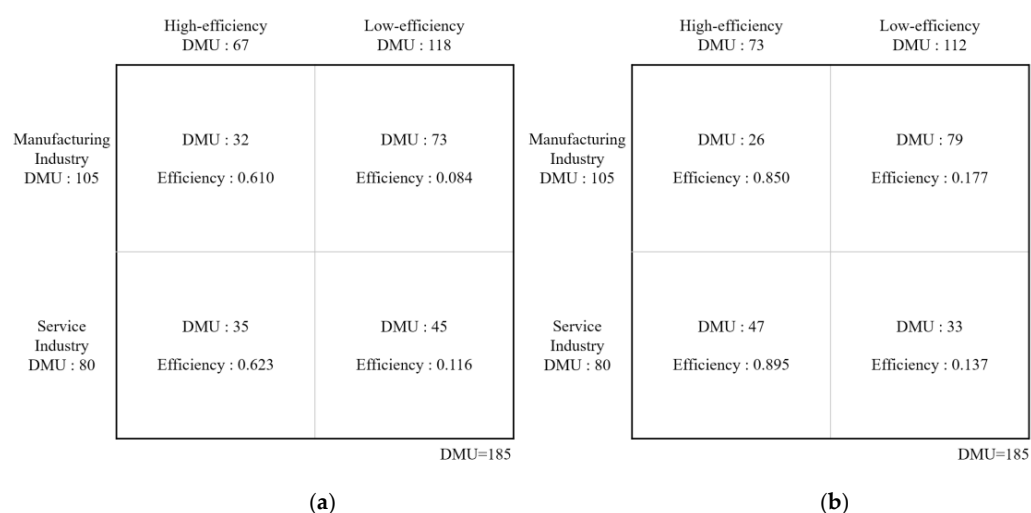 High-efficiency
DMU : 67
Low-efficiency
DMU : 118
Manufacturing
Industry
DMU : 105
DMU : 32
Efficiency : 0.610
DMU : 73
Efficiency : 0.084
Service
Industry
DMU : 80
DMU : 35
Efficiency : 0.623
DMU : 45
Efficiency : 0.116
DMU=185
(a)
High-efficiency
DMU : 73
Low-efficiency
DMU : 112
Manufacturing
Industry
DMU : 105
DMU : 26
Efficiency : 0.850
DMU : 79
Efficiency : 0.177
Service
Industry
DMU : 80
DMU : 47
Efficiency : 0.895
DMU : 33
Efficiency : 0.137
DMU=185
(b)